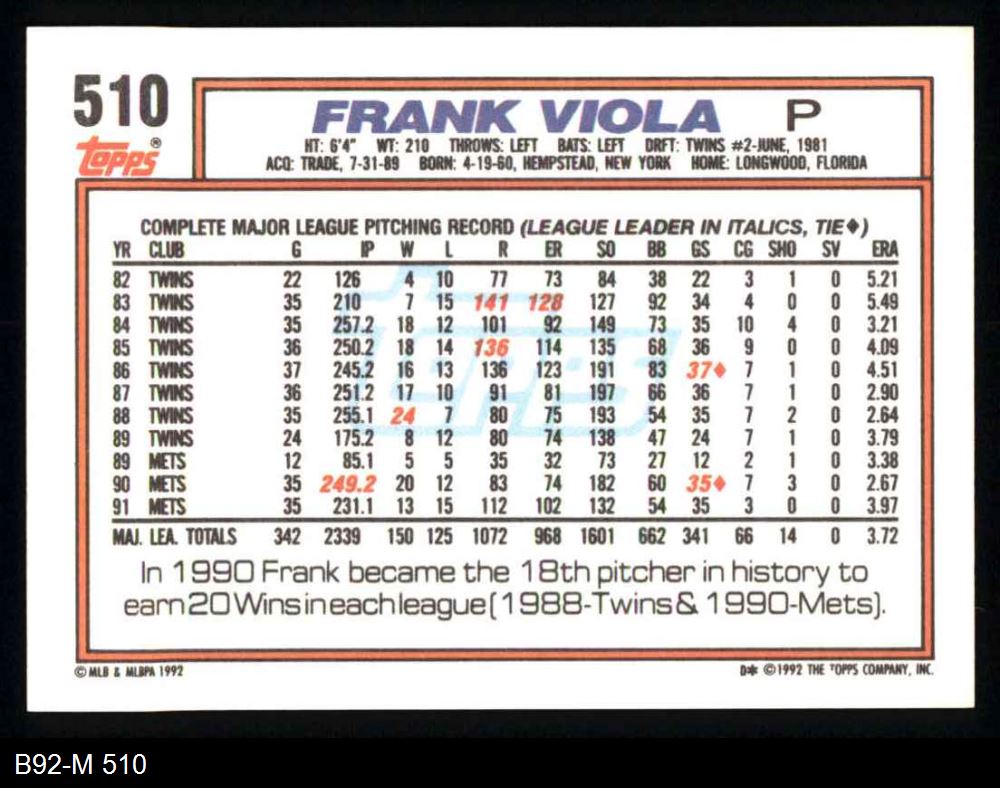 510
topps®
FRANK VIOLA P
HT: 6'4" WT: 210 THROWS: LEFT BATS: LEFT DRFT: TWINS #2-JUNE, 1981
ACQ: TRADE, 7-31-89 BORN: 4-19-60, HEMPSTEAD, NEW YORK HOME: LONGWOOD, FLORIDA
COMPLETE MAJOR LEAGUE PITCHING RECORD (LEAGUE LEADER IN ITALICS, TIE♦)
YR CLUB G IP W L R ER SO BB GS CG SHO SV ERA
82 TWINS 22 126 4 10 77 73 84 38 22 3 1 0 5.21
83 TWINS 35 210 7 15 141 128 127 92 34 4 0 0 5.49
84 TWINS 35 257.2 18 12 101 92 149 73 35 10 4 0 3.21
85 TWINS 36 250.2 18 14 136 114 135 68 36 9 0 0 4.09
86 TWINS 37 245.2 16 13 136 123 191 83 37♦ 7 1 0 4.51
87 TWINS 36 251.2 17 10 91 81 197 66 36 7 1 0 2.90
88 TWINS 35 255.1 24 7 80 75 193 54 35 7 2 0 2.64
89 TWINS 24 175.2 8 12 80 74 138 47 24 7 1 0 3.79
89 METS 12 85.1 5 5 35 32 73 27 12 2 1 0 3.38
90 METS 35 249.2 20 12 83 74 182 60 35♦ 7 3 0 2.67
91 METS 35 231.1 13 15 112 102 132 54 35 3 0 0 3.97
MAJ. LEA. TOTALS 342 2339 150 125 1072 968 1601 662 341 66 14 0 3.72
In 1990 Frank became the 18th pitcher in history to
earn 20 Wins in each league (1988-Twins & 1990-Mets).
© MLB & MLBPA 1992
D* © 1992 THE TOPPS COMPANY, INC.
B92-M 510